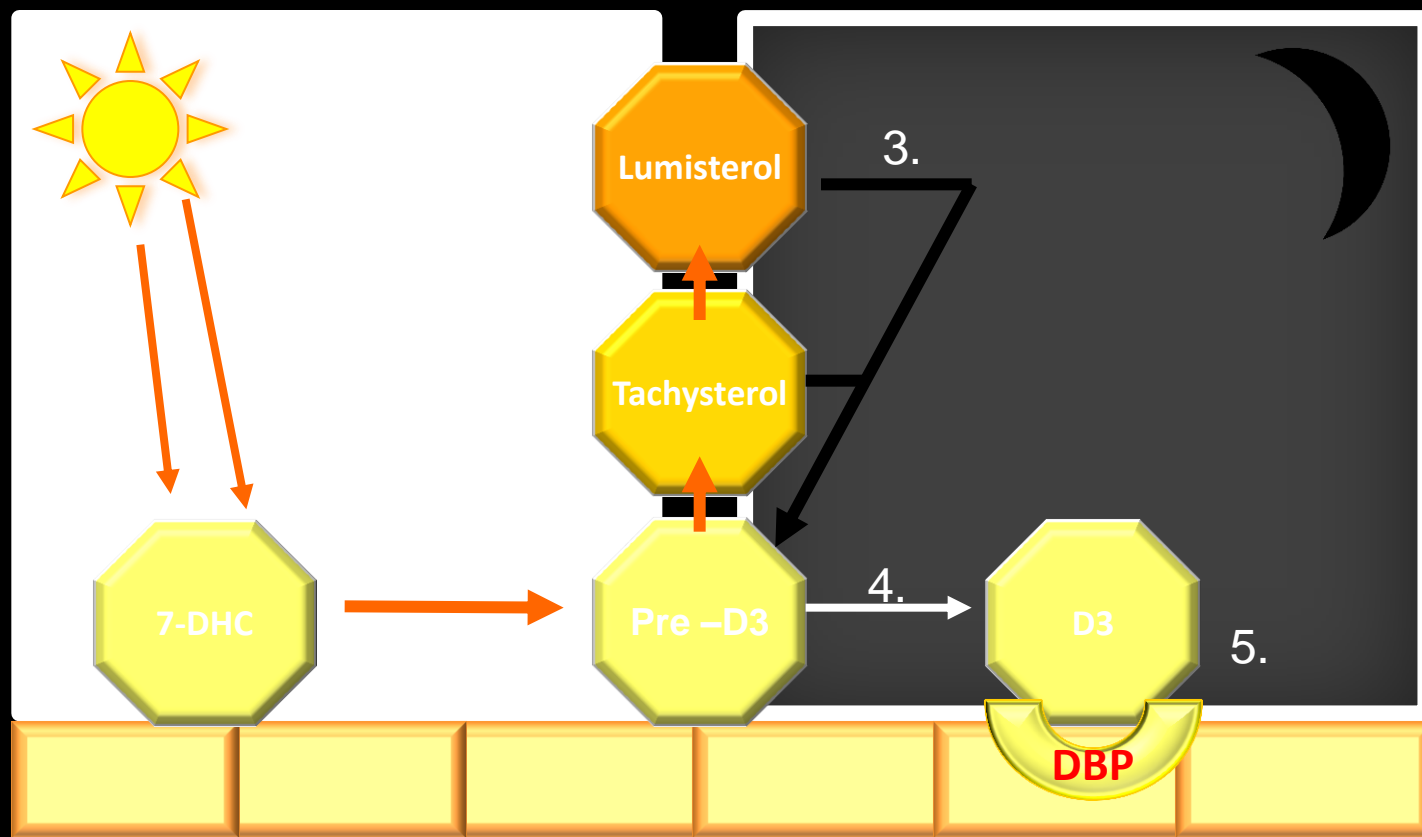 Lumisterol
3.
Tachysterol
7-DHC
Pre –D3
4.
D3
5.
DBP